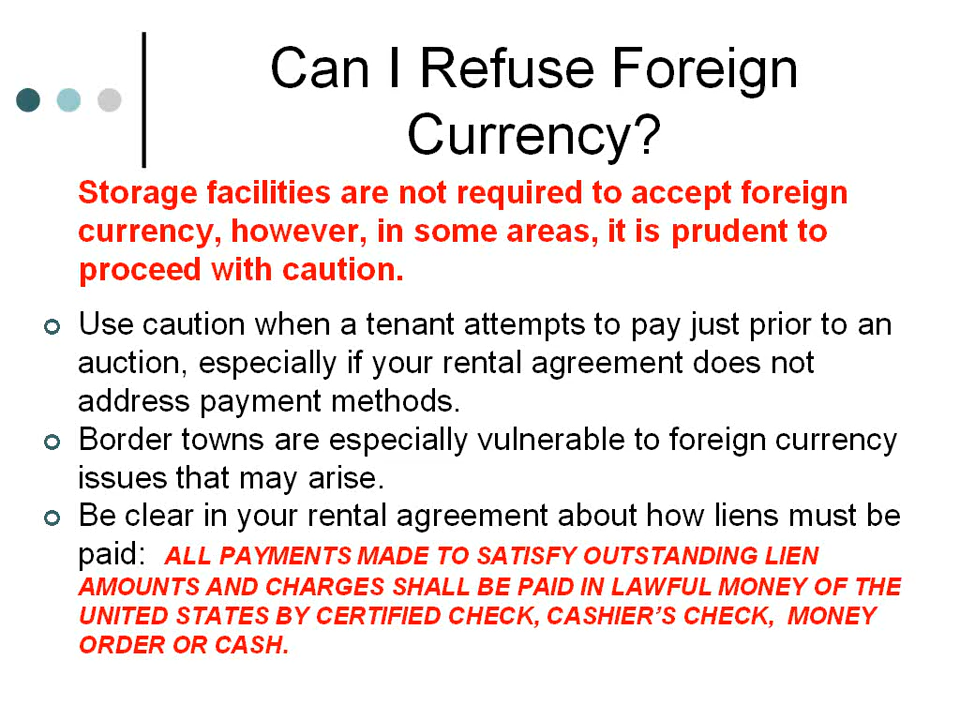 Can I Refuse Foreign
Currency?
Storage facilities are not required to accept foreign
currency, however, in some areas, it is prudent to
proceed with caution.
Use caution when a tenant attempts to pay just prior to an
auction, especially if your rental agreement does not
address payment methods.
Border towns are especially vulnerable to foreign currency
issues that may arise.
Be clear in your rental agreement about how liens must be
paid: ALL PAYMENTS MADE TO SATISFY OUTSTANDING LIEN
AMOUNTS AND CHARGES SHALL BE PAID IN LAWFUL MONEY OF THE
UNITED STATES BY CERTIFIED CHECK, CASHIER'S CHECK, MONEY
ORDER OR CASH.